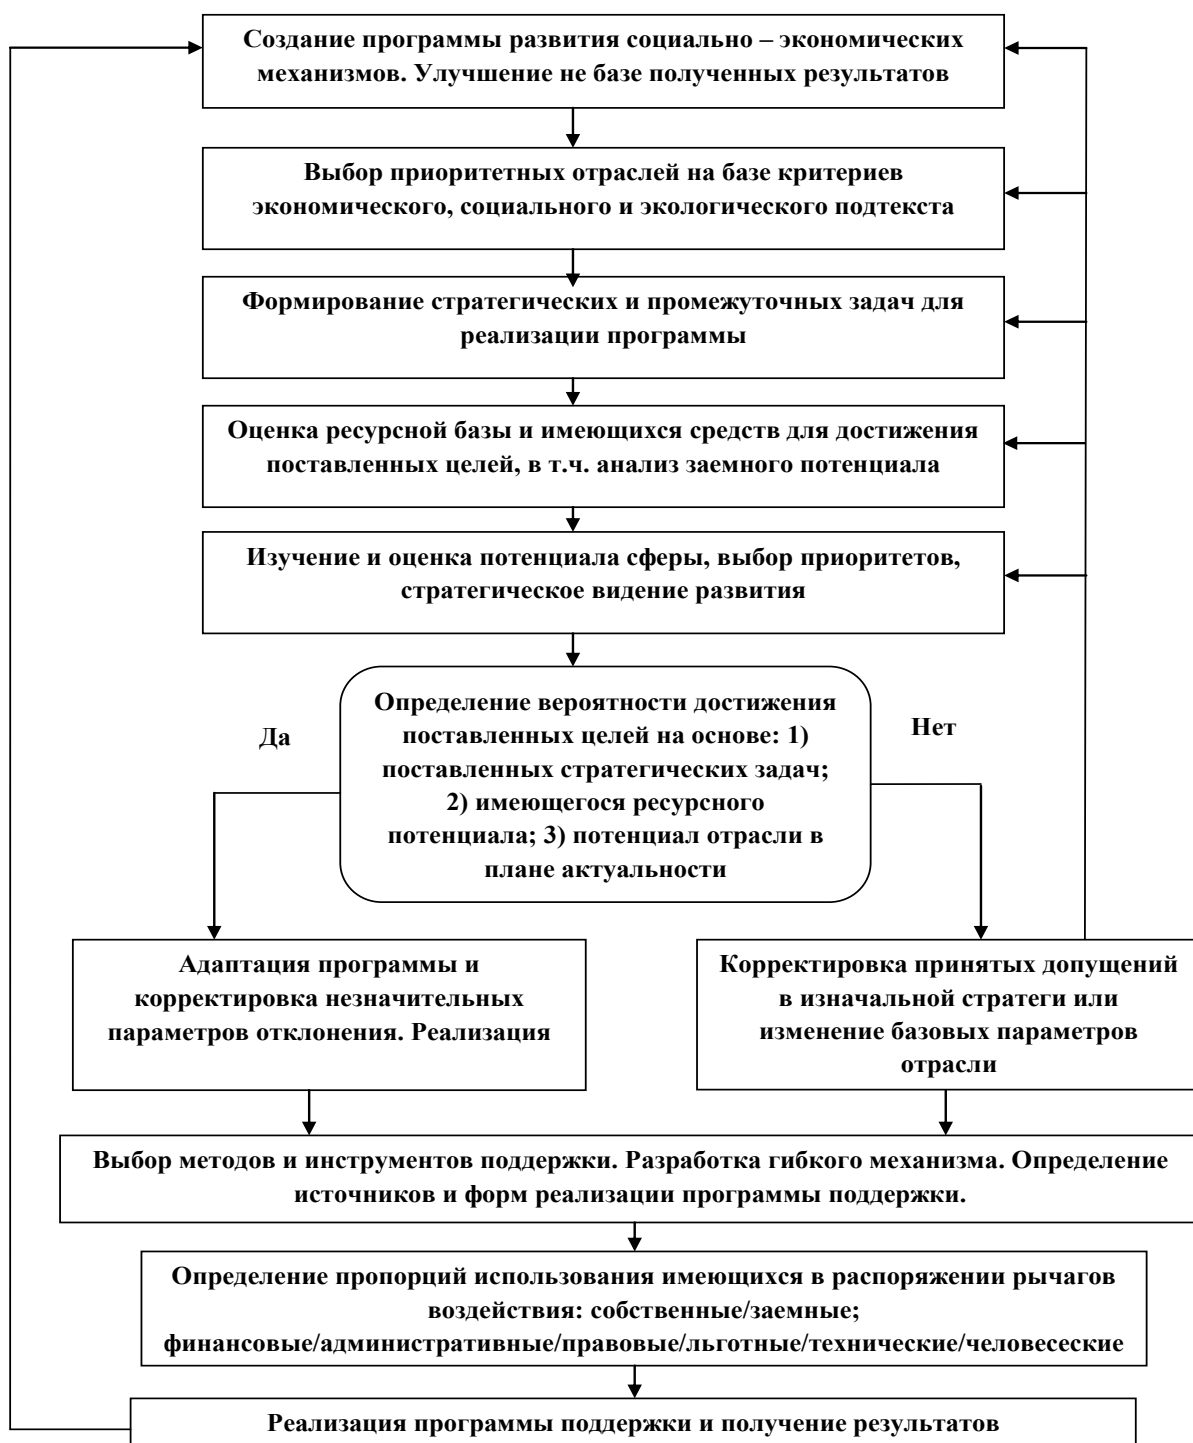 Создание программы развития социально – экономических
механизмов. Улучшение не базе полученных результатов
Выбор приоритетных отраслей на базе критериев
экономического, социального и экологического подтекста
Формирование стратегических и промежуточных задач для
реализации программы
Оценка ресурсной базы и имеющихся средств для достижения
поставленных целей, в т.ч. анализ заемного потенциала
Изучение и оценка потенциала сферы, выбор приоритетов,
стратегическое видение развития
Определение вероятности достижения
поставленных целей на основе: 1)
поставленных стратегических задач;
2) имеющегося ресурсного
потенциала; 3) потенциал отрасли в
плане актуальности
Да
Нет
Адаптация программы и
корректировка незначительных
параметров отклонения. Реализация
Корректировка принятых допущений
в изначальной стратеги или
изменение базовых параметров
отрасли
Выбор методов и инструментов поддержки. Разработка гибкого механизма. Определение
источников и форм реализации программы поддержки.
Определение пропорций использования имеющихся в распоряжении рычагов
воздействия: собственные/заемные;
финансовые/административные/правовые/льготные/технические/человесеские
Реализация программы поддержки и получение результатов